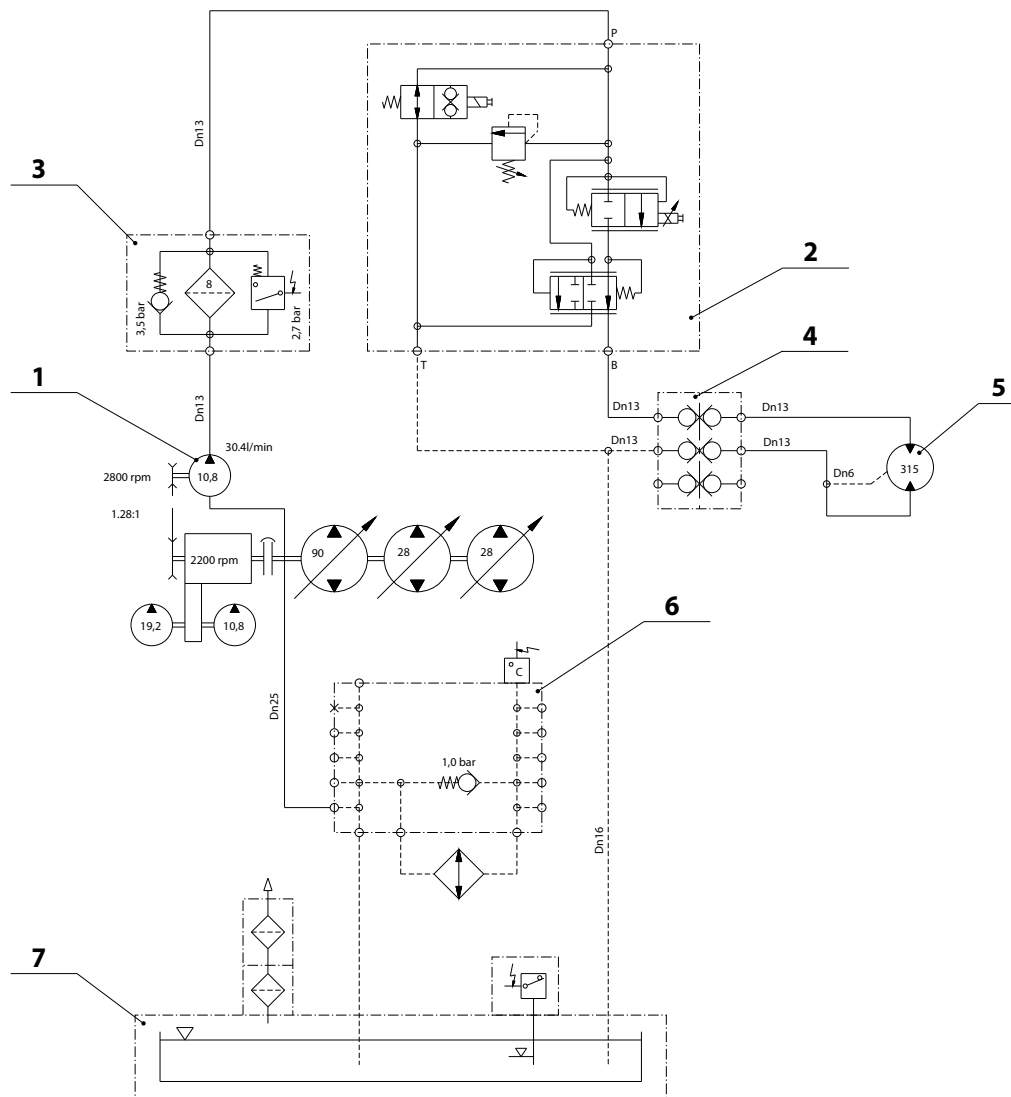 P
Dn13
3
2
8
3,5 bar
2,7 bar
4
T
B
1
Dn13
Dn13
Dn13
5
30.4l/min
Dn13
Dn13
2800 rpm
10,8
Dn6
315
1.28:1
2200 rpm
90
28
28
19,2
10,8
6
C
Dn25
1,0 bar
Dn16
7